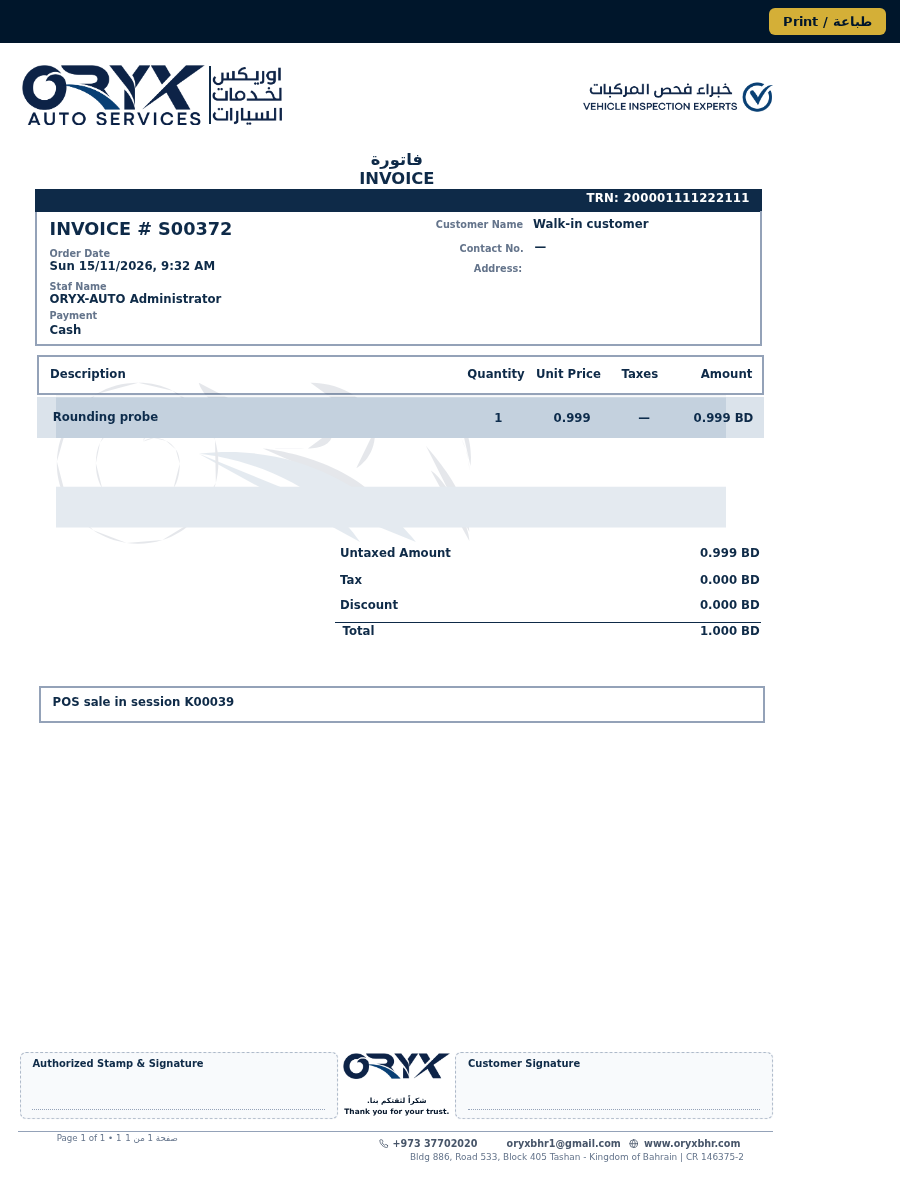 Print / طباعة
ORYX
AUTO SERVICES
اوريكس
لخدمات
السيارات
خبراء فحص المركبات
VEHICLE INSPECTION EXPERTS
فاتورة
INVOICE
TRN: 200001111222111
INVOICE # S00372
Customer Name Walk-in customer
Contact No. —
Address:
Order Date
Sun 15/11/2026, 9:32 AM
Staf Name
ORYX-AUTO Administrator
Payment
Cash
Description Quantity Unit Price Taxes Amount
Rounding probe 1 0.999 — 0.999 BD
Untaxed Amount 0.999 BD
Tax 0.000 BD
Discount 0.000 BD
Total 1.000 BD
POS sale in session K00039
Authorized Stamp & Signature
ORYX
شكراً لثقتكم بنا.
Thank you for your trust.
Customer Signature
Page 1 of 1 • صفحة 1 من 1 1
+973 37702020 oryxbhr1@gmail.com www.oryxbhr.com
Bldg 886, Road 533, Block 405 Tashan - Kingdom of Bahrain | CR 146375-2